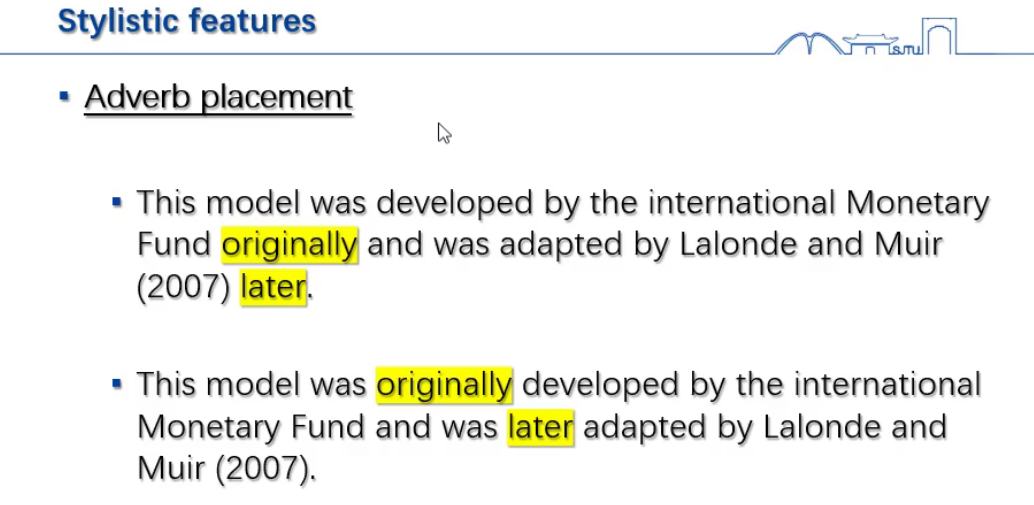 Stylistic features
Adverb placement
This model was developed by the international Monetary
Fund originally and was adapted by Lalonde and Muir
(2007) later.
This model was originally developed by the international
Monetary Fund and was later adapted by Lalonde and
Muir (2007).